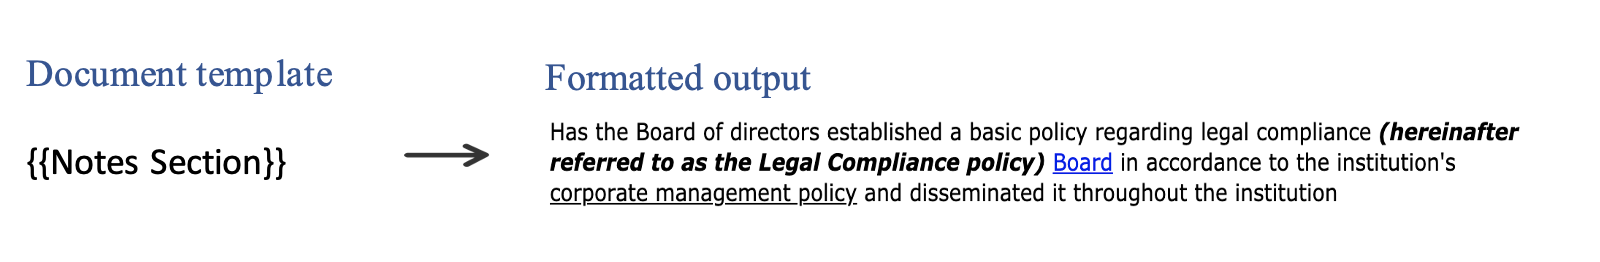 Document template
{{Notes Section}}
Formatted output
Has the Board of directors established a basic policy regarding legal compliance (hereinafter
referred to as the Legal Compliance policy) Board in accordance to the institution's
corporate management policy and disseminated it throughout the institution